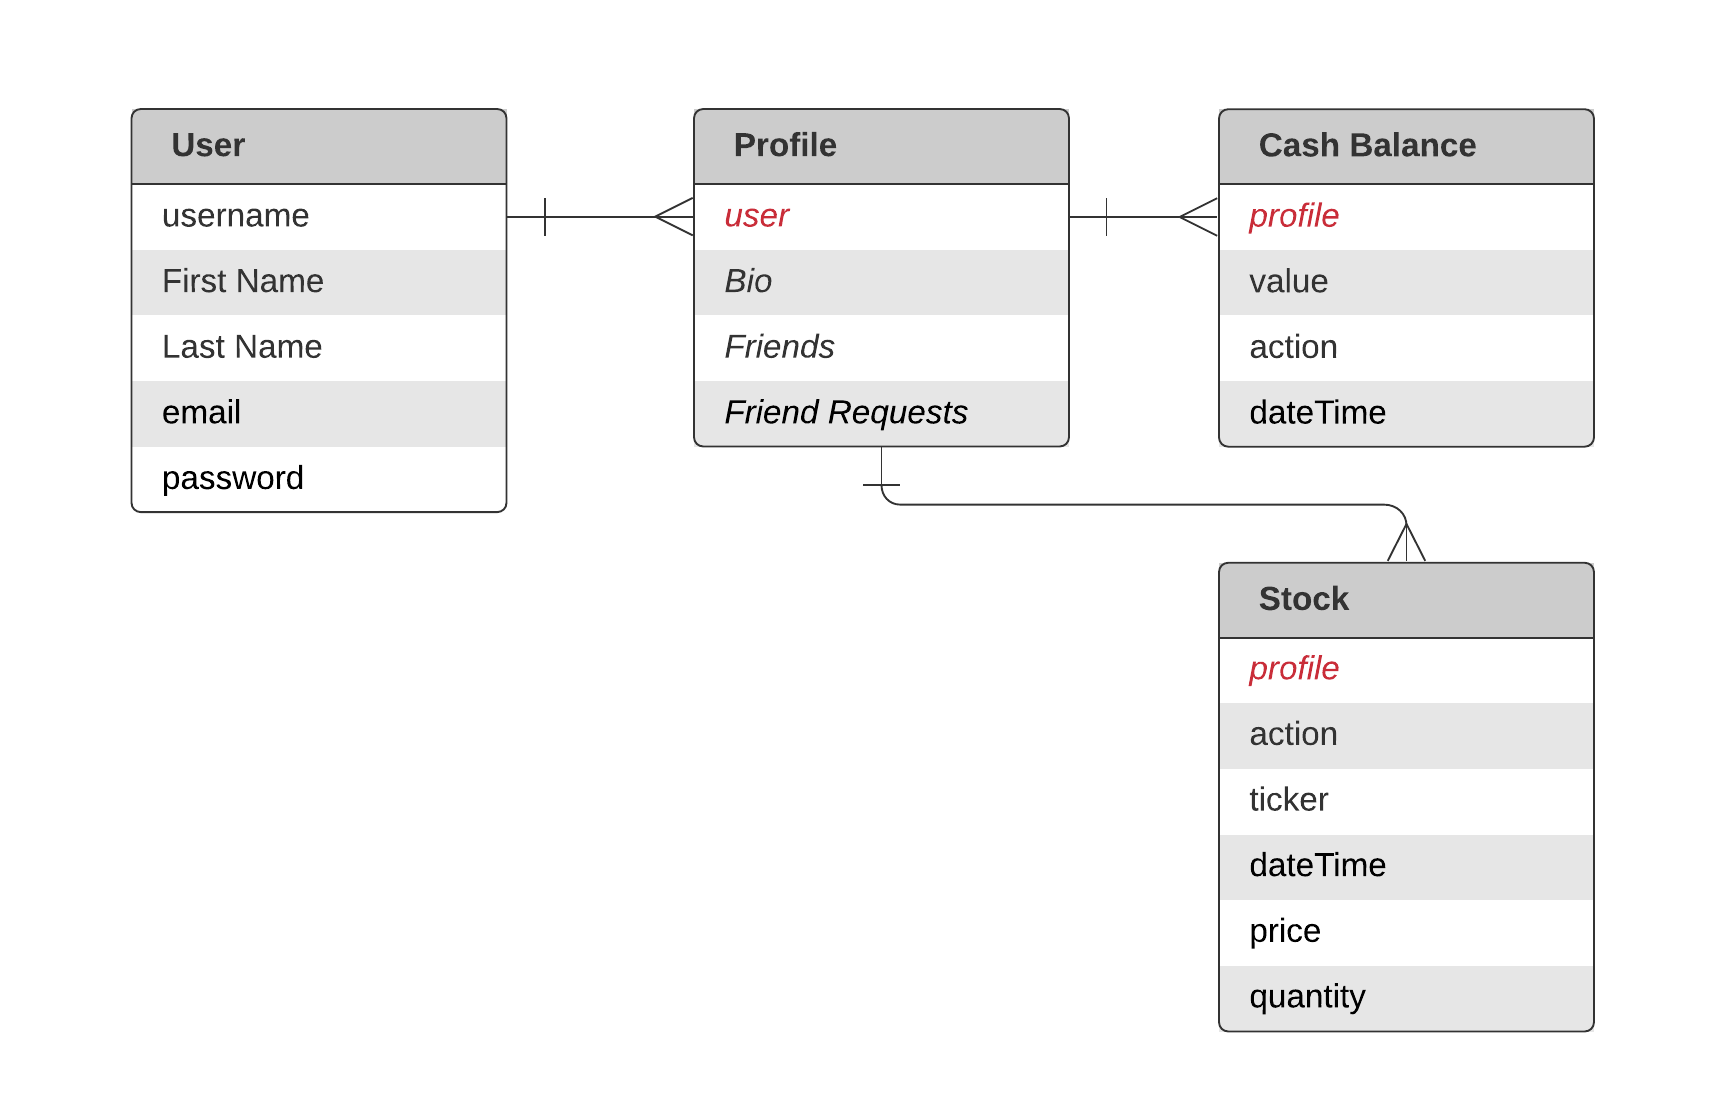 User
username
First Name
Last Name
email
password
Profile
user
Bio
Friends
Friend Requests
Cash Balance
profile
value
action
dateTime
Stock
profile
action
ticker
dateTime
price
quantity